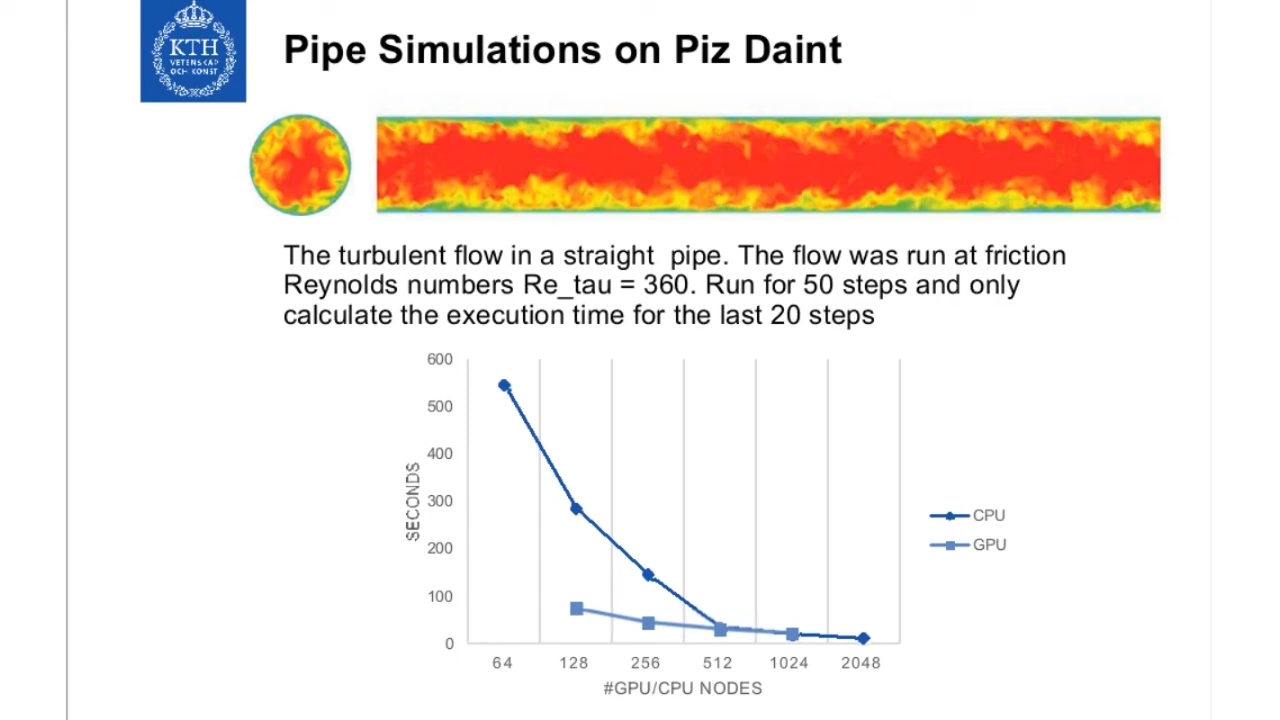 KTH
VETENSKAP
OCH KONST
Pipe Simulations on Piz Daint
The turbulent flow in a straight pipe. The flow was run at friction
Reynolds numbers Re_tau = 360. Run for 50 steps and only
calculate the execution time for the last 20 steps
600
500
400
300
200
100
0
SECONDS
64 128 256 512 1024 2048
#GPU/CPU NODES
CPU
GPU